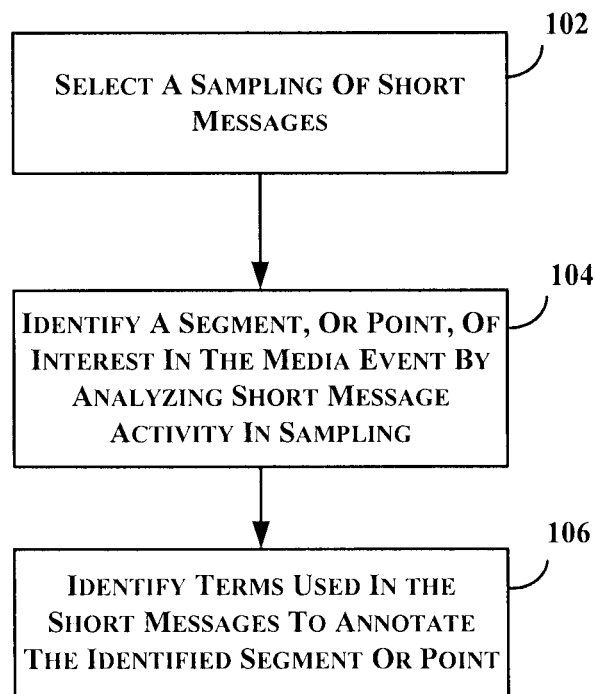 102
SELECT A SAMPLING OF SHORT
MESSAGES
104
IDENTIFY A SEGMENT, OR POINT, OF
INTEREST IN THE MEDIA EVENT BY
ANALYZING SHORT MESSAGE
ACTIVITY IN SAMPLING
106
IDENTIFY TERMS USED IN THE
SHORT MESSAGES TO ANNOTATE
THE IDENTIFIED SEGMENT OR POINT